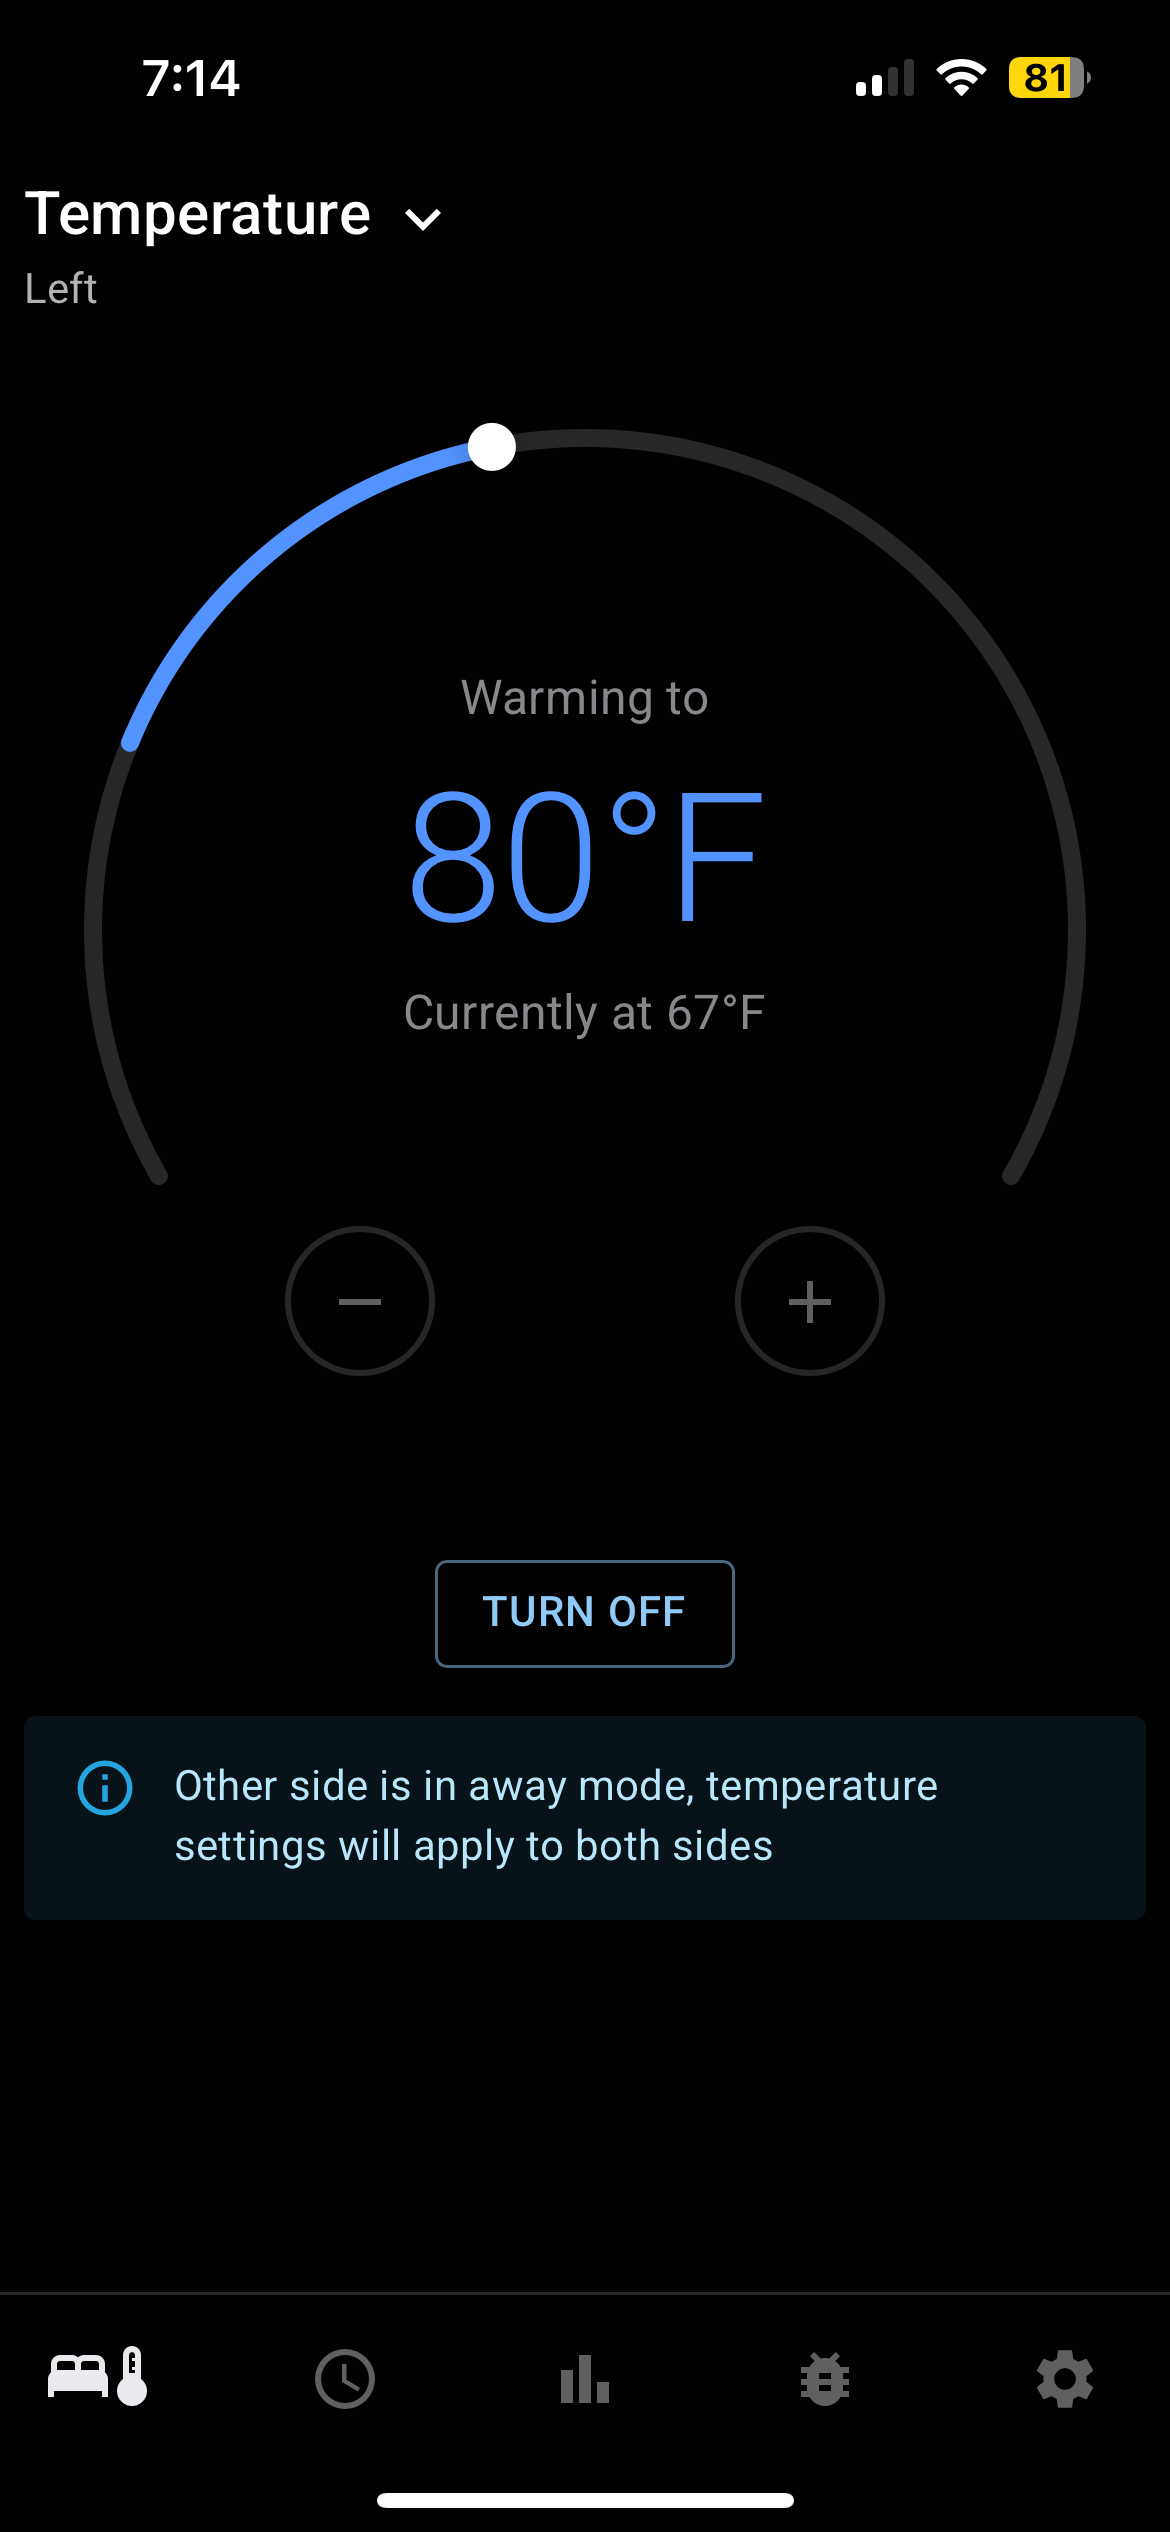 7:14
81
Temperature
Left
Warming to
80°F
Currently at 67°F
TURN OFF
Other side is in away mode, temperature
settings will apply to both sides